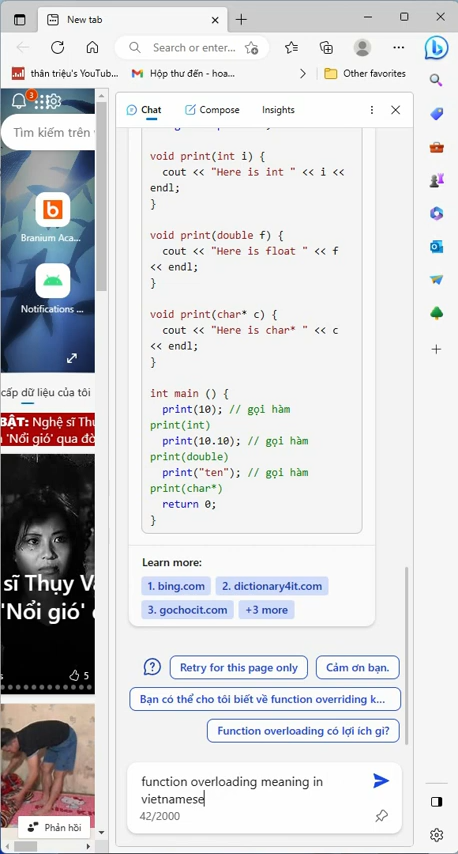 New tab
Search or enter...
thân triệu's YouTub...
Hộp thư đến - hoa...
Other favorites
3
Tìm kiếm trên
Branium Aca...
Notifications ...
cấp dữ liệu của tôi
BẬT: Nghệ sĩ Thụ
'Nổi gió' qua đờ
sĩ Thụy Vâ
'Nổi gió'
5
Phản hồi
Chat
Compose
Insights
void print(int i) {
cout << "Here is int " << i <<
endl;
}
void print(double f) {
cout << "Here is float " << f
<< endl;
}
void print(char* c) {
cout << "Here is char* " << c
<< endl;
}
int main () {
print(10); // gọi hàm
print(int)
print(10.10); // gọi hàm
print(double)
print("ten"); // gọi hàm
print(char*)
return 0;
}
Learn more:
1. bing.com
2. dictionary4it.com
3. gochocit.com
+3 more
Retry for this page only
Cảm ơn bạn.
Bạn có thể cho tôi biết về function overriding k...
Function overloading có lợi ích gì?
function overloading meaning in
vietnamese
42/2000